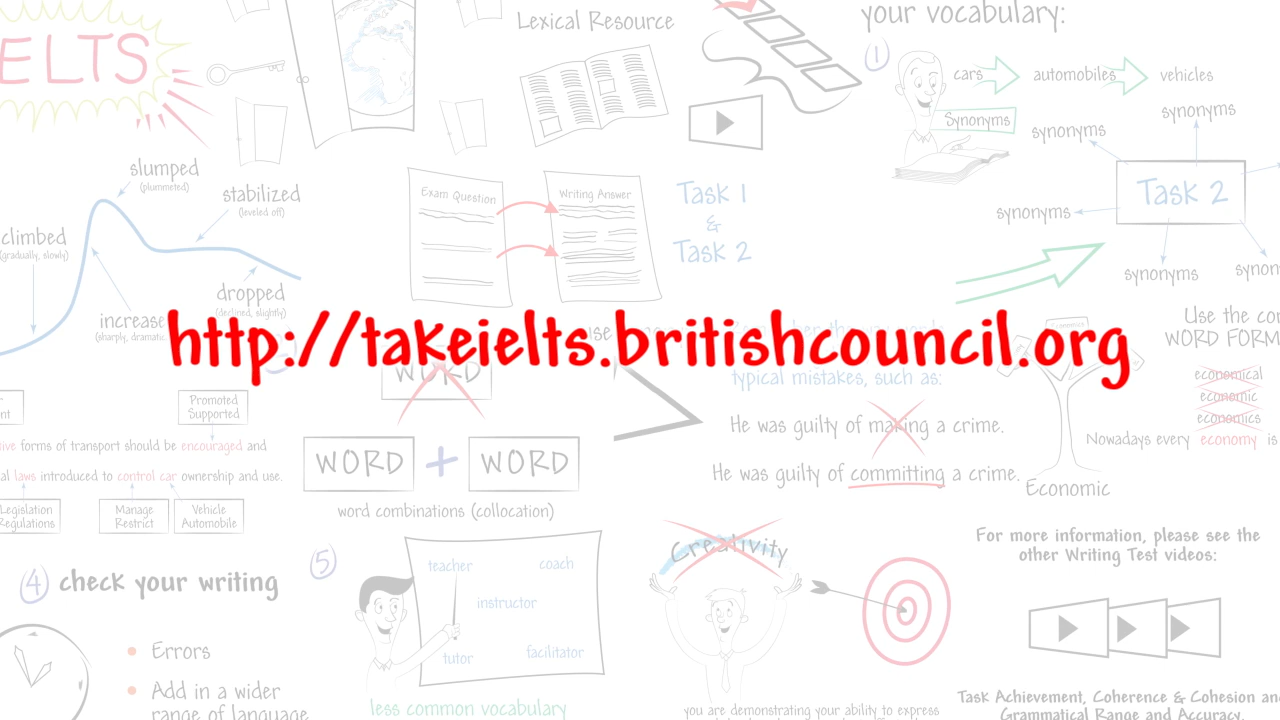 Lexical Resource
your vocabulary:
IELTS
1
cars
automobiles
vehicles
Synonyms
synonyms
synonyms
synonyms
synonyms
Task 2
slumped
(plummeted)
stabilized
(leveled off)
climbed
(gradually, slowly)
increase
(sharply, dramatic
dropped
(declined, slightly)
Exam Question
Writing Answer
Task 1
&
Task 2
http://takeielts.britishcouncil.org
Use the
WORD FORM
typical mistakes, such as:
He was guilty of making a crime.
He was guilty of committing a crime.
economical
economic
economics
Nowadays every economy is
Economic
WORD
WORD + WORD
word combinations (collocation)
Promoted
Supported
forms of transport should be encouraged and
laws introduced to control car ownership and use.
Legislation
Regulations
Manage
Restrict
Vehicle
Automobile
4 check your writing
Errors
Add in a wider
range of language
5
teacher
coach
instructor
tutor
facilitator
less common vocabulary
Creativity
you are demonstrating your ability to express
For more information, please see the
other Writing Test videos:
Task Achievement, Coherence & Cohesion
Grammatical Range and Accuracy.